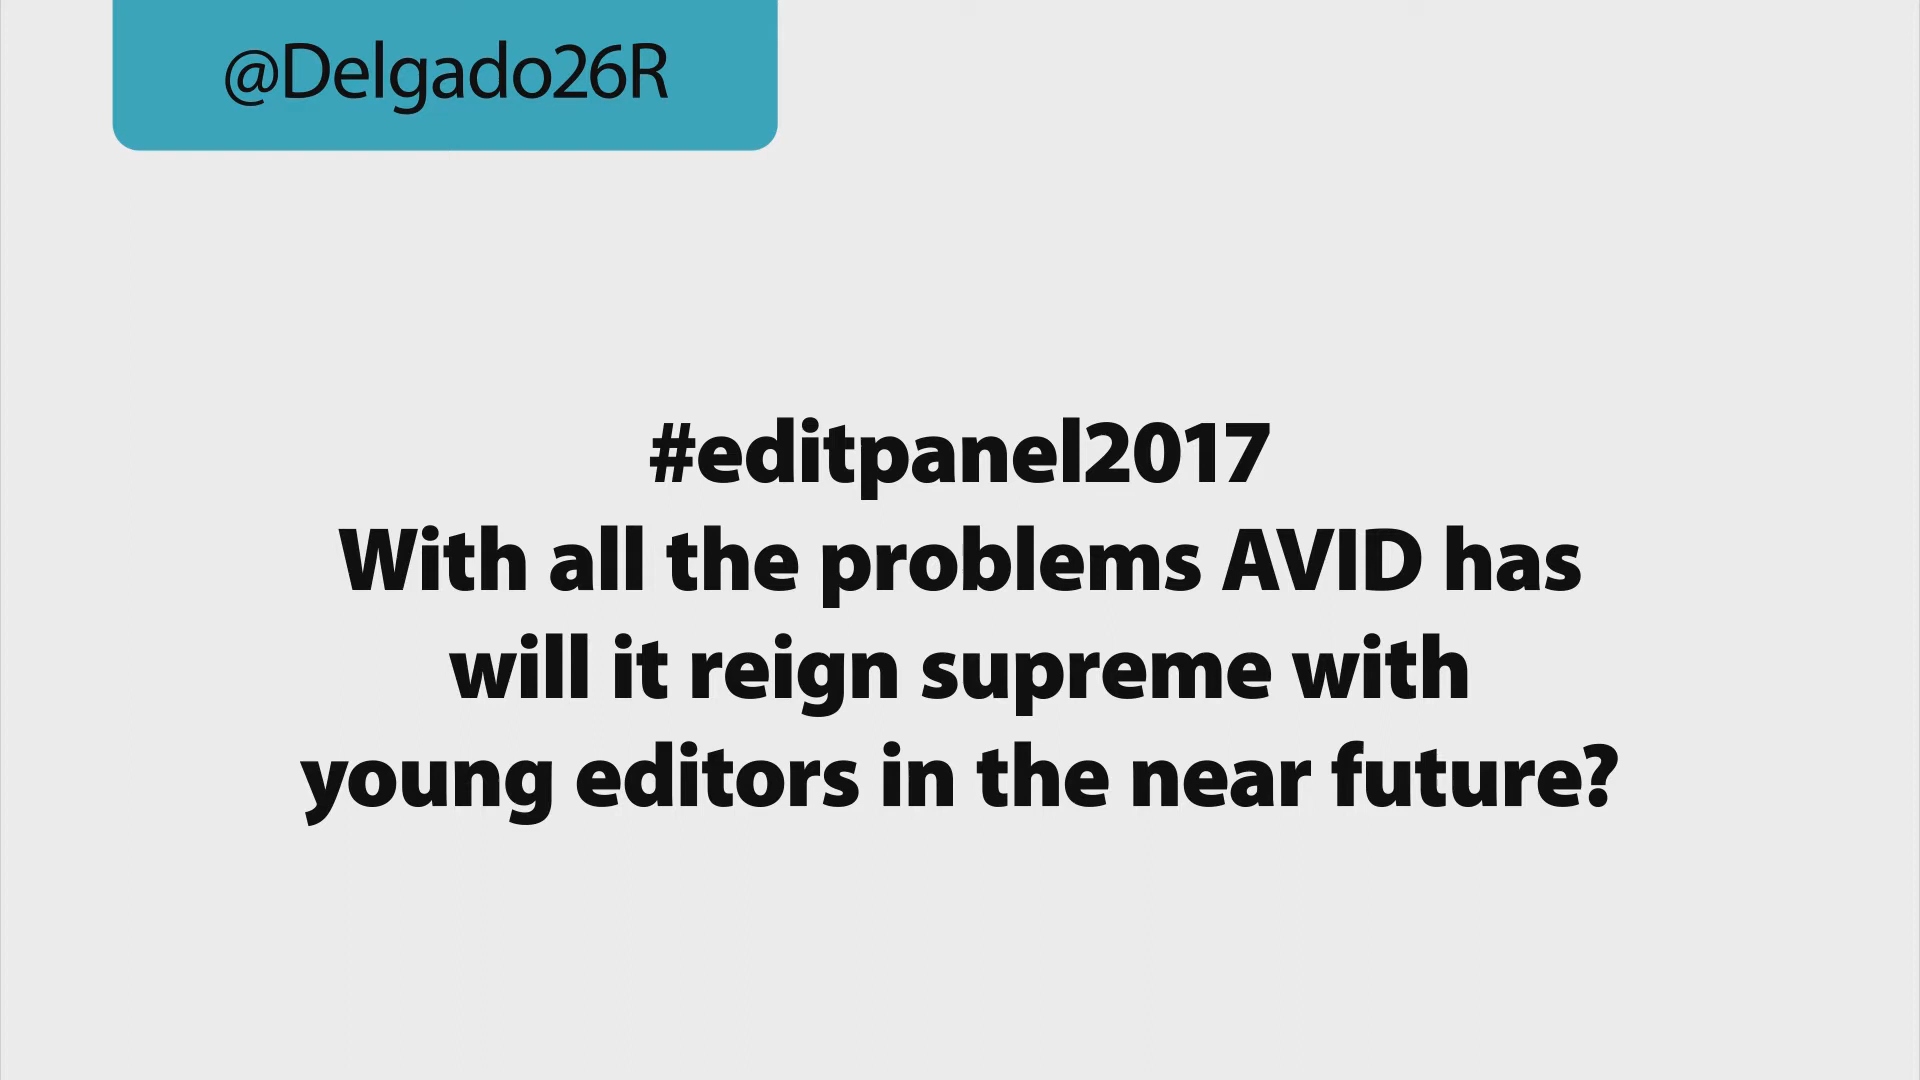 @Delgado26R
#editpanel2017
With all the problems AVID has
will it reign supreme with
young editors in the near future?